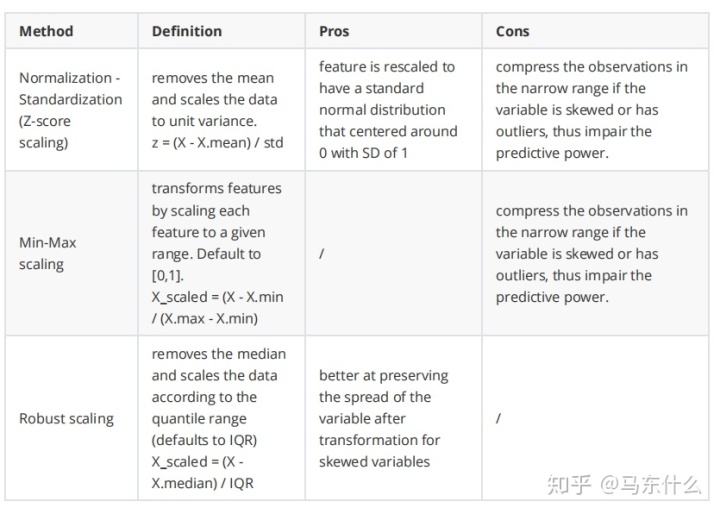 Method
Definition
Pros
Cons
Normalization -
Standardization
(Z-score
scaling)
removes the mean
and scales the data
to unit variance.
z = (X - X.mean) / std
feature is rescaled to
have a standard
normal distribution
that centered around
0 with SD of 1
compress the observations in
the narrow range if the
variable is skewed or has
outliers, thus impair the
predictive power.
Min-Max
scaling
transforms features
by scaling each
feature to a given
range. Default to
[0,1].
X_scaled = (X - X.min
/ (X.max - X.min)
/
compress the observations in
the narrow range if the
variable is skewed or has
outliers, thus impair the
predictive power.
Robust scaling
removes the median
and scales the data
according to the
quantile range
(defaults to IQR)
X_scaled = (X -
X.median) / IQR
better at preserving
the spread of the
variable after
transformation for
skewed variables
/
知乎 @马东什么